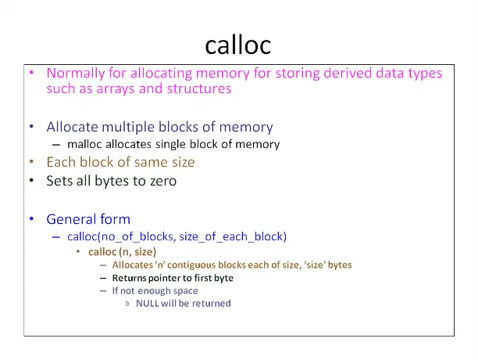 calloc
• Normally for allocating memory for storing derived data types
such as arrays and structures
• Allocate multiple blocks of memory
– malloc allocates single block of memory
• Each block of same size
• Sets all bytes to zero
• General form
– calloc(no_of_blocks, size_of_each_block)
• calloc (n, size)
– Allocates ‘n’ contiguous blocks each of size, ‘size’ bytes
– Returns pointer to first byte
– If not enough space
» NULL will be returned